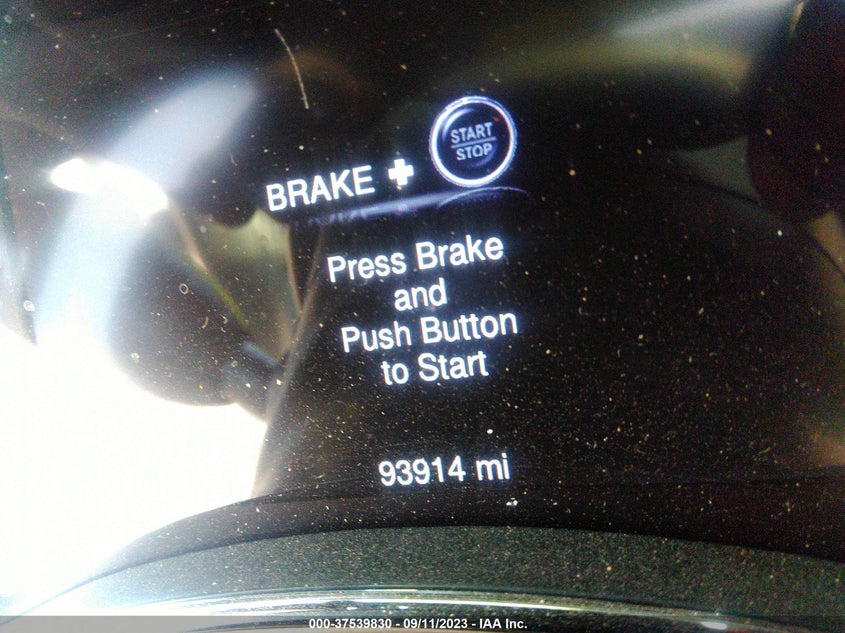 START
STOP
BRAKE +
Press Brake
and
Push Button
to Start
93914 mi
000-37539830 - 09/11/2023 - IAA Inc.